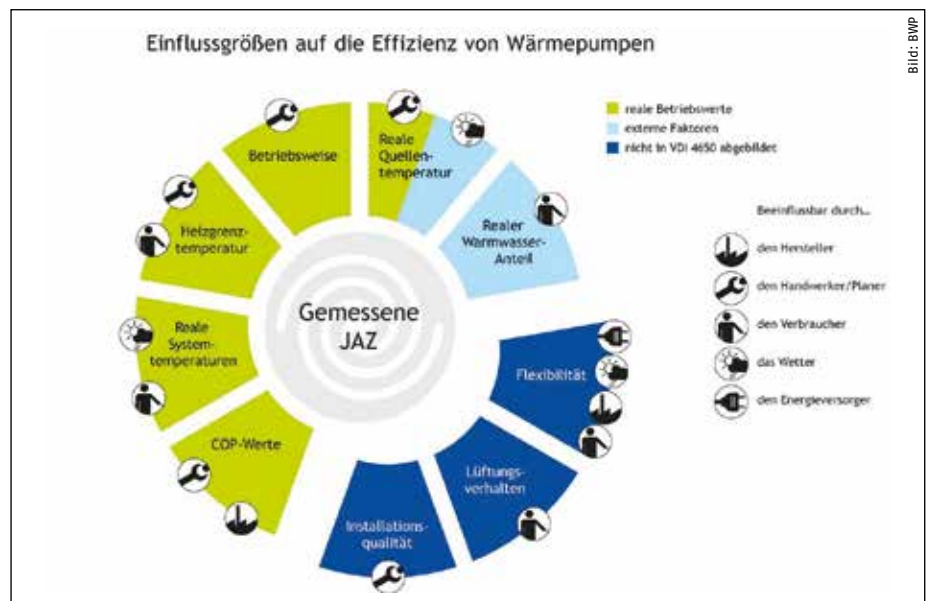 Einflussgrößen auf die Effizienz von Wärmepumpen
Bild: BWP
reale Betriebswerte
externe Faktoren
nicht in VDI 4650 abgebildet
Betriebsweise
Reale
Quellen-
temperatur
Realer
Warmwasser-
Anteil
Heizgrenz-
temperatur
Gemessene
JAZ
Reale
System-
temperaturen
Flexibilität
COP-Werte
Lüftungs-
verhalten
Installations-
qualität
Beeinflussbar durch...
den Hersteller
den Handwerker/Planer
den Verbraucher
das Wetter
den Energieversorger